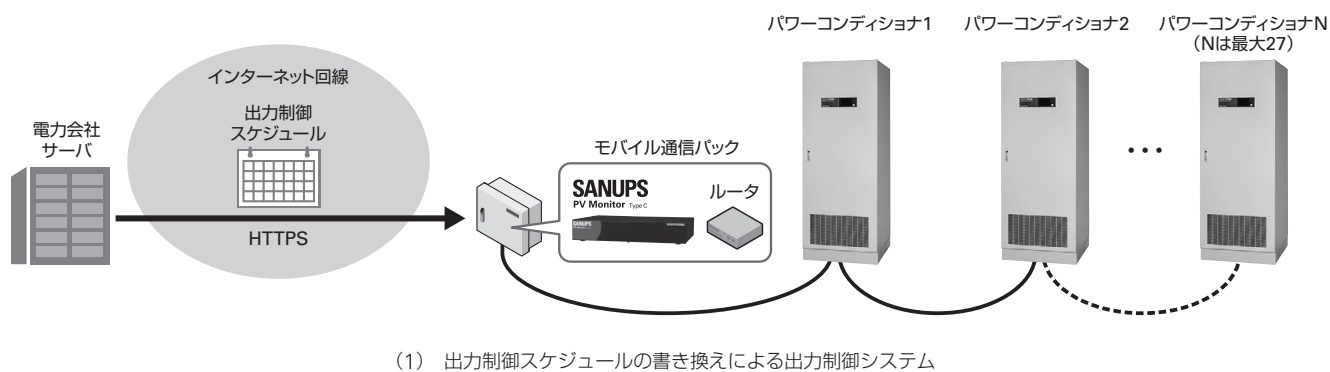 パワーコンディショナ1
パワーコンディショナ2
パワーコンディショナN
（Nは最大27）
インターネット回線
出力制御
スケジュール
電力会社
サーバ
HTTPS
モバイル通信パック
SANUPS
PV Monitor Type C
ルータ
SANUPS
・・・
（1） 出力制御スケジュールの書き換えによる出力制御システム